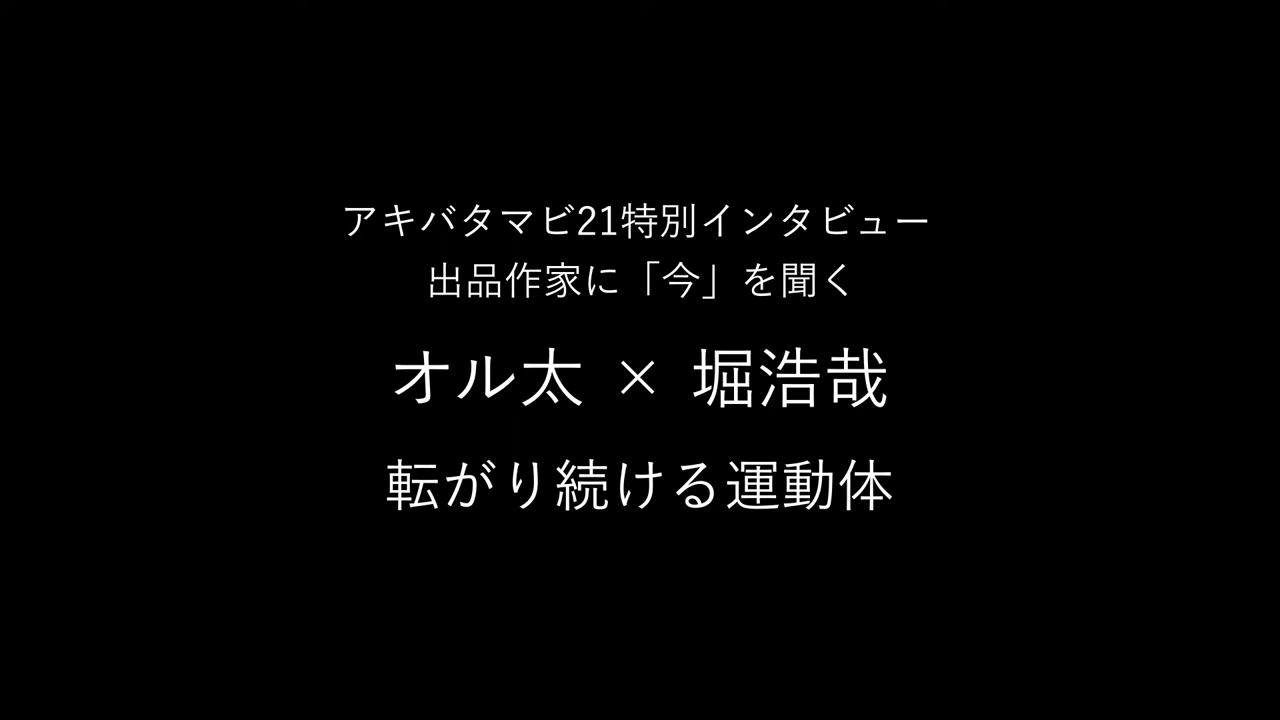 アキバタマビ21特別インタビュー
出品作家に「今」を聞く
オル太 × 堀浩哉
転がり続ける運動体